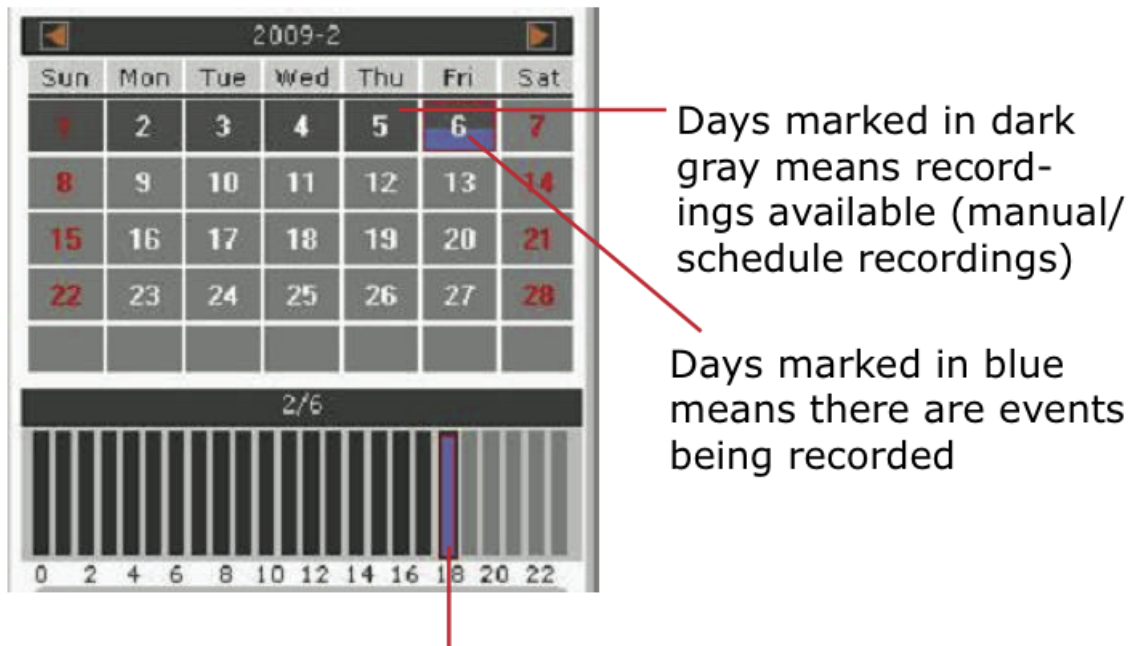 2009-2
Sun Mon Tue Wed Thu Fri Sat
1 2 3 4 5 6 7
8 9 10 11 12 13 14
15 16 17 18 19 20 21
22 23 24 25 26 27 28
Days marked in dark
gray means record-
ings available (manual/
schedule recordings)
Days marked in blue
means there are events
being recorded
2/6
0 2 4 6 8 10 12 14 16 18 20 22